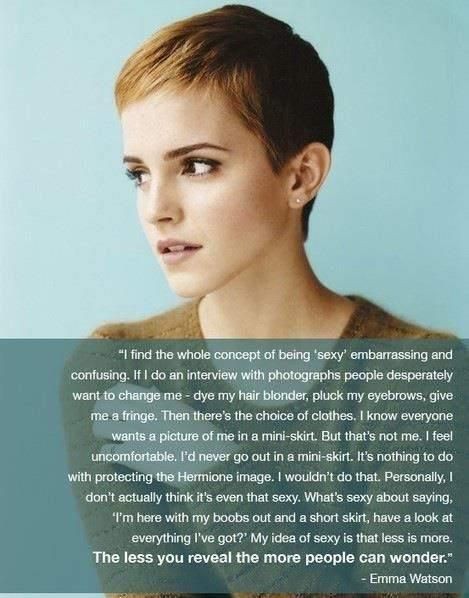 “I find the whole concept of being ‘sexy’ embarrassing and
confusing. If I do an interview with photographs people desperately
want to change me - dye my hair blonder, pluck my eyebrows, give
me a fringe. Then there’s the choice of clothes. I know everyone
wants a picture of me in a mini-skirt. But that’s not me. I feel
uncomfortable. I’d never go out in a mini-skirt. It’s nothing to do
with protecting the Hermione image. I wouldn’t do that. Personally, I
don’t actually think it’s even that sexy. What’s sexy about saying,
‘I’m here with my boobs out and a short skirt, have a look at
everything I’ve got?’ My idea of sexy is that less is more.
The less you reveal the more people can wonder.”
- Emma Watson